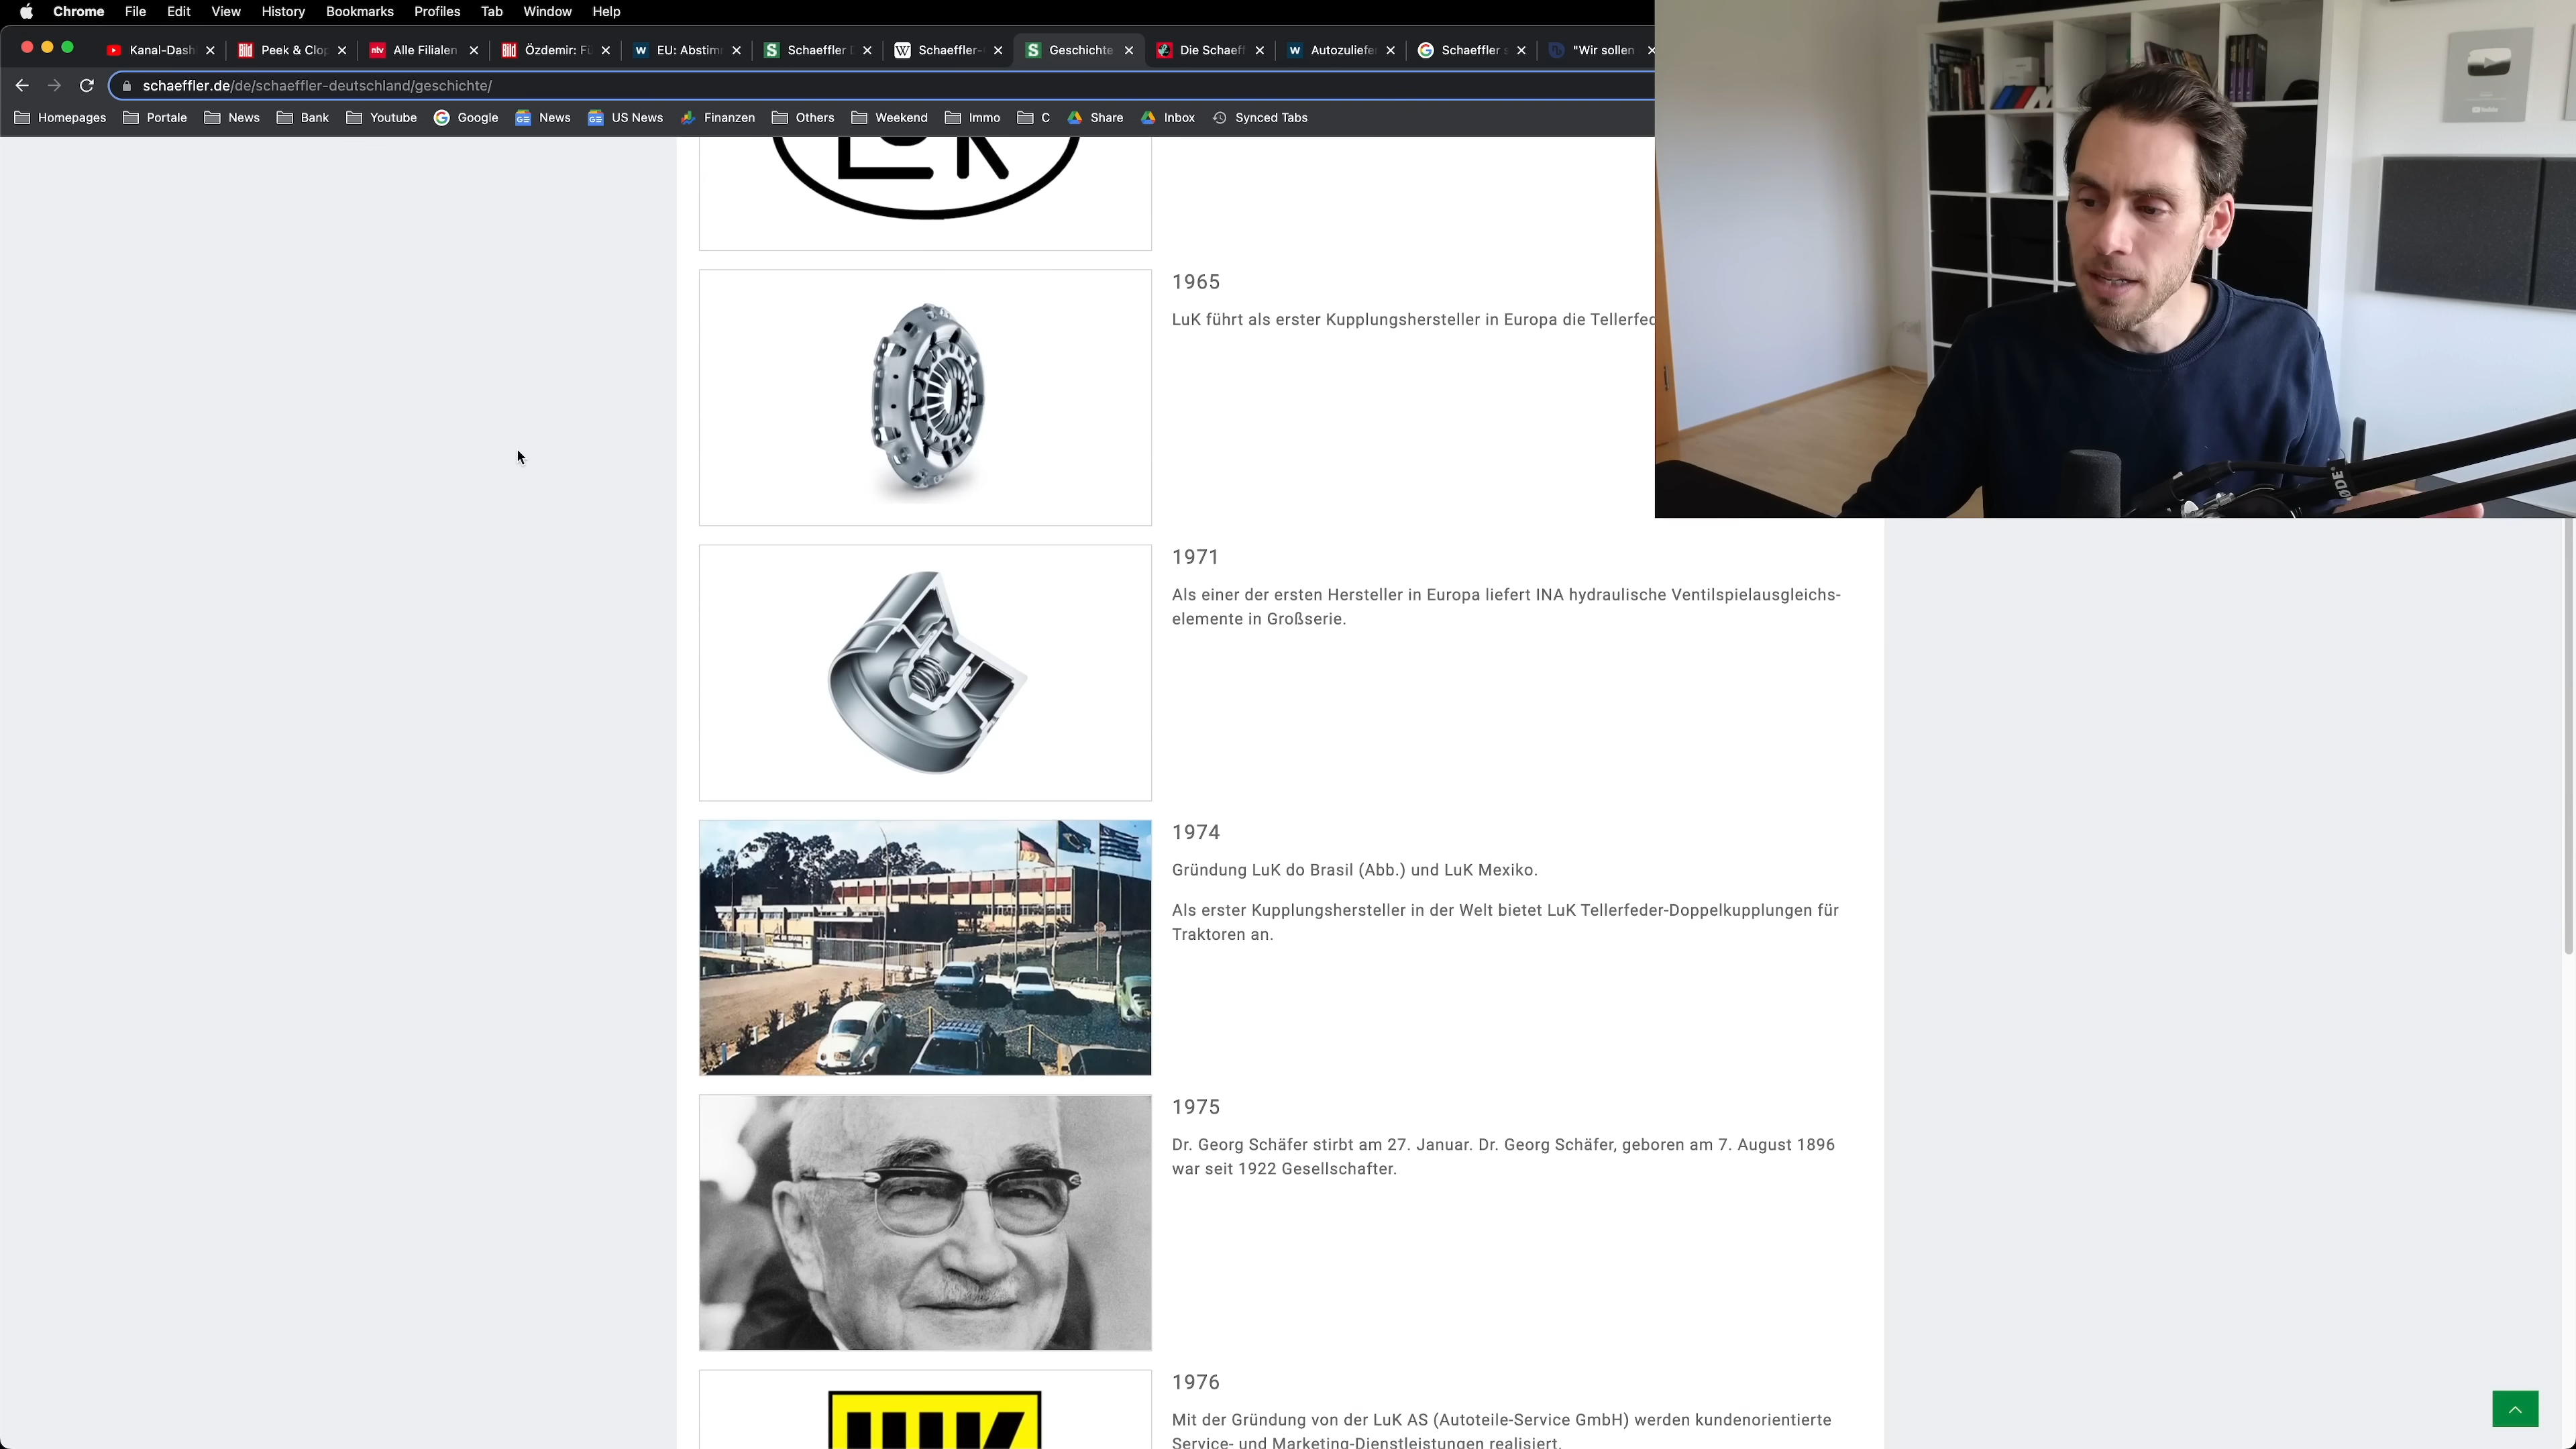 Chrome File Edit View History Bookmarks Profiles Tab Window Help
Kanal-Dash Peek & Clop Alle Filialen Özdemir: Fü EU: Abstim Schaeffler D Schaeffler- Geschichte Die Schaeff Autozuliefe Schaeffler s "Wir sollen
schaeffler.de/de/schaeffler-deutschland/geschichte/
Homepages Portale News Bank Youtube Google News US News Finanzen Others Weekend Immo C Share Inbox Synced Tabs
LuK
1965
LuK führt als erster Kupplungshersteller in Europa die Tellerfed
1971
Als einer der ersten Hersteller in Europa liefert INA hydraulische Ventilspielausgleichs-
elemente in Großserie.
1974
Gründung LuK do Brasil (Abb.) und LuK Mexiko.
Als erster Kupplungshersteller in der Welt bietet LuK Tellerfeder-Doppelkupplungen für
Traktoren an.
1975
Dr. Georg Schäfer stirbt am 27. Januar. Dr. Georg Schäfer, geboren am 7. August 1896
war seit 1922 Gesellschafter.
1976
Mit der Gründung von der LuK AS (Autoteile-Service GmbH) werden kundenorientierte
Service- und Marketing-Dienstleistungen realisiert.
RØDE